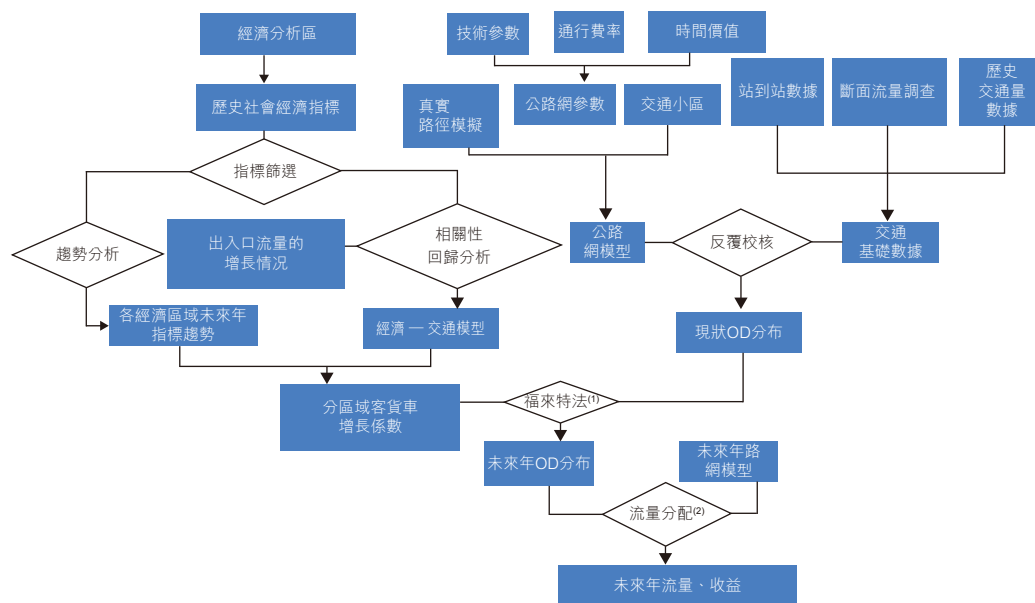 經濟分析區
技術參數
通行費率
時間價值
歷史社會經濟指標
真實
路徑模擬
公路網參數
交通小區
站到站數據
斷面流量調查
歷史
交通量
數據
指標篩選
趨勢分析
出入口流量的
增長情況
相關性
回歸分析
公路
網模型
反覆校核
交通
基礎數據
各經濟區域未來年
指標趨勢
經濟 — 交通模型
現狀OD分布
分區域客貨車
增長係數
福來特法⁽¹⁾
未來年OD分布
未來年路
網模型
流量分配⁽²⁾
未來年流量、收益